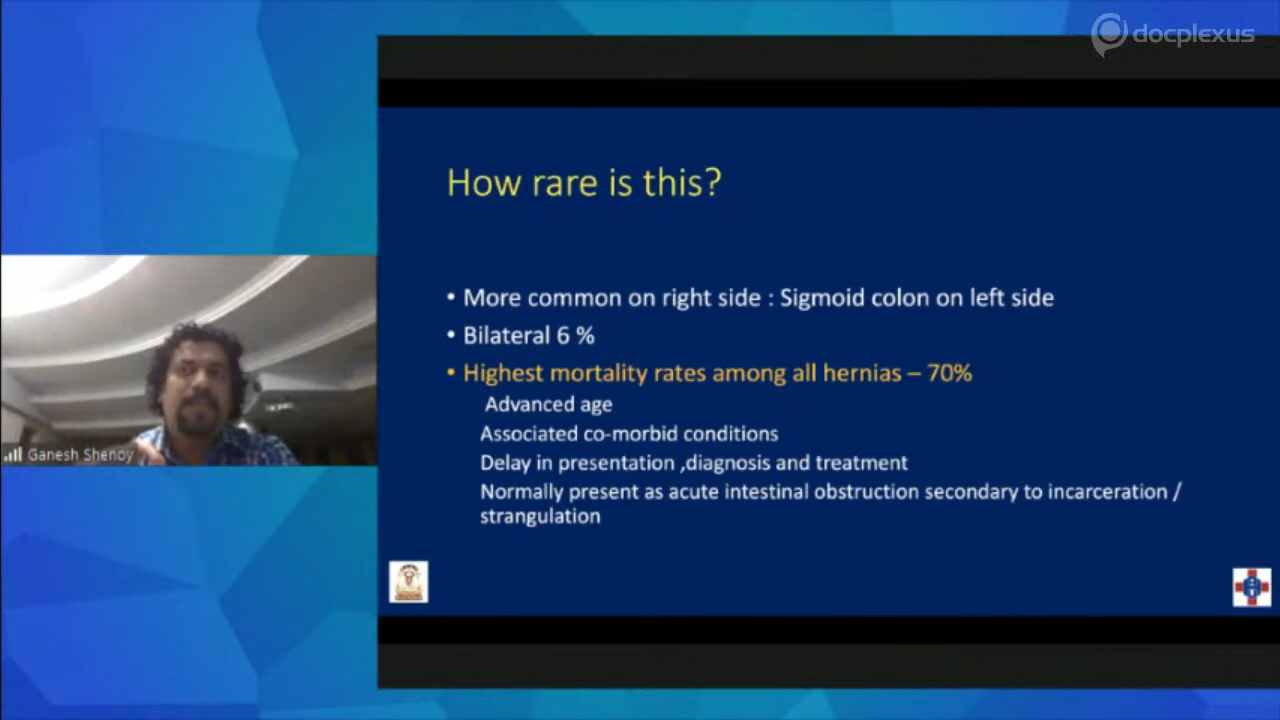 docplexus
How rare is this?
• More common on right side : Sigmoid colon on left side
• Bilateral 6 %
• Highest mortality rates among all hernias – 70%
Advanced age
Associated co-morbid conditions
Delay in presentation ,diagnosis and treatment
Normally present as acute intestinal obstruction secondary to incarceration /
strangulation
Ganesh Shenoy